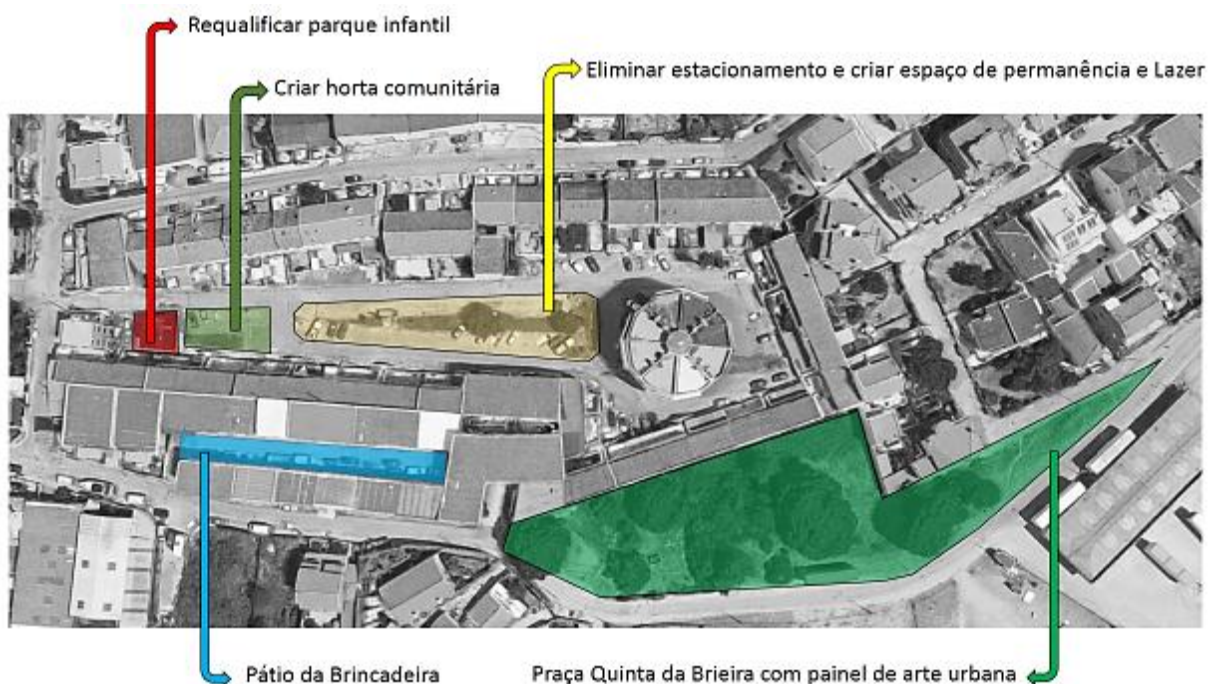 Requalificar parque infantil
Eliminar estacionamento e criar espaço de permanência e Lazer
Criar horta comunitária
Pátio da Brincadeira
Praça Quinta da Brieira com painel de arte urbana